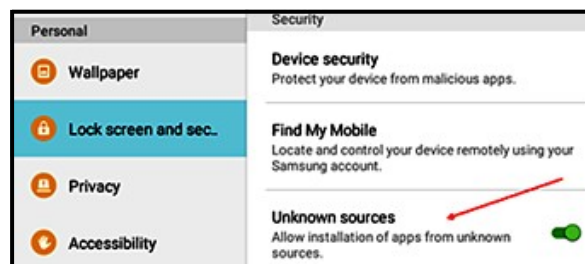 Personal
Wallpaper
Lock screen and sec..
Privacy
Accessibility
Security
Device security
Protect your device from malicious apps.
Find My Mobile
Locate and control your device remotely using your
Samsung account.
Unknown sources
Allow installation of apps from unknown
sources.